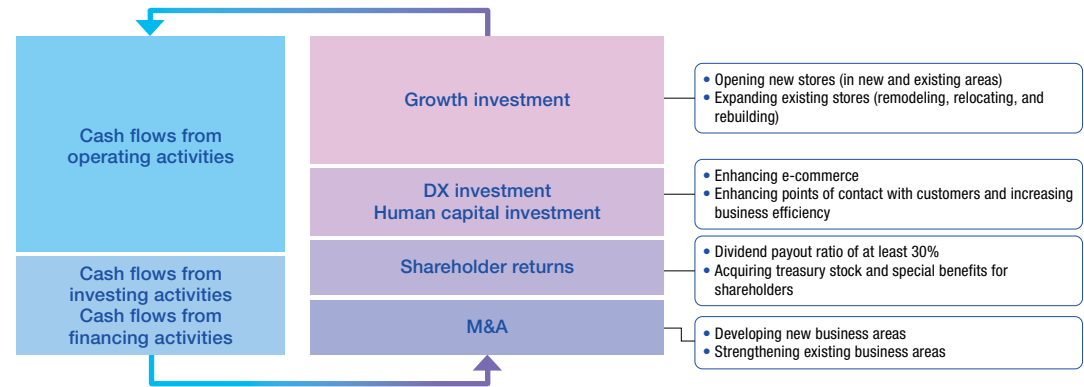 Cash flows from
operating activities
Cash flows from
investing activities
Cash flows from
financing activities
Growth investment
DX investment
Human capital investment
Shareholder returns
M&A
• Opening new stores (in new and existing areas)
• Expanding existing stores (remodeling, relocating, and
rebuilding)
• Enhancing e-commerce
• Enhancing points of contact with customers and increasing
business efficiency
• Dividend payout ratio of at least 30%
• Acquiring treasury stock and special benefits for
shareholders
• Developing new business areas
• Strengthening existing business areas